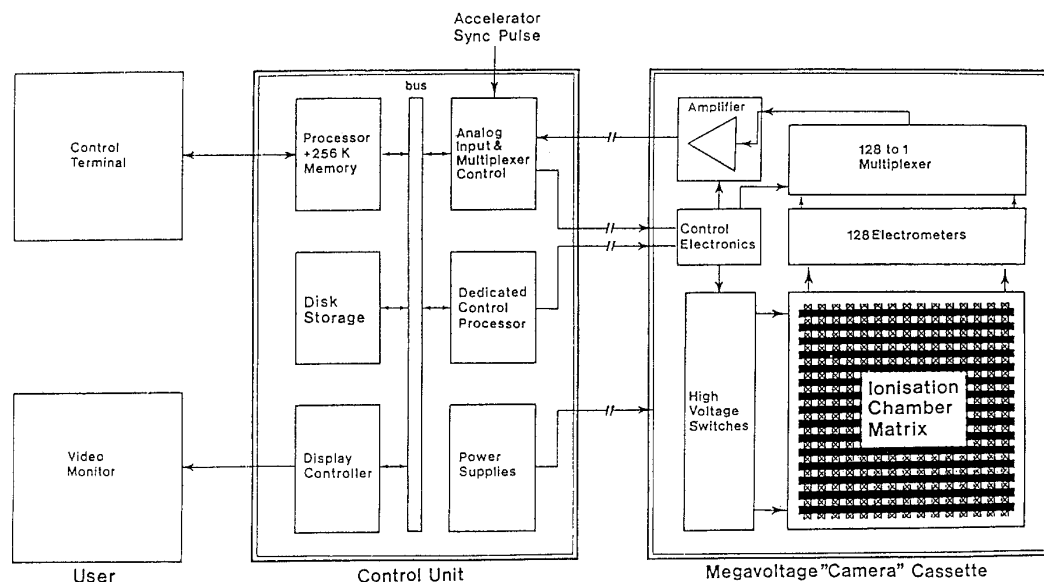 Accelerator
Sync Pulse
bus
Control
Terminal
Processor
+256 K
Memory
Analog
Input &
Multiplexer
Control
Amplifier
128 to 1
Multiplexer
Control
Electronics
128 Electrometers
Disk
Storage
Dedicated
Control
Processor
High
Voltage
Switches
Ionisation
Chamber
Matrix
Video
Monitor
Display
Controller
Power
Supplies
User
Control Unit
Megavoltage "Camera" Cassette